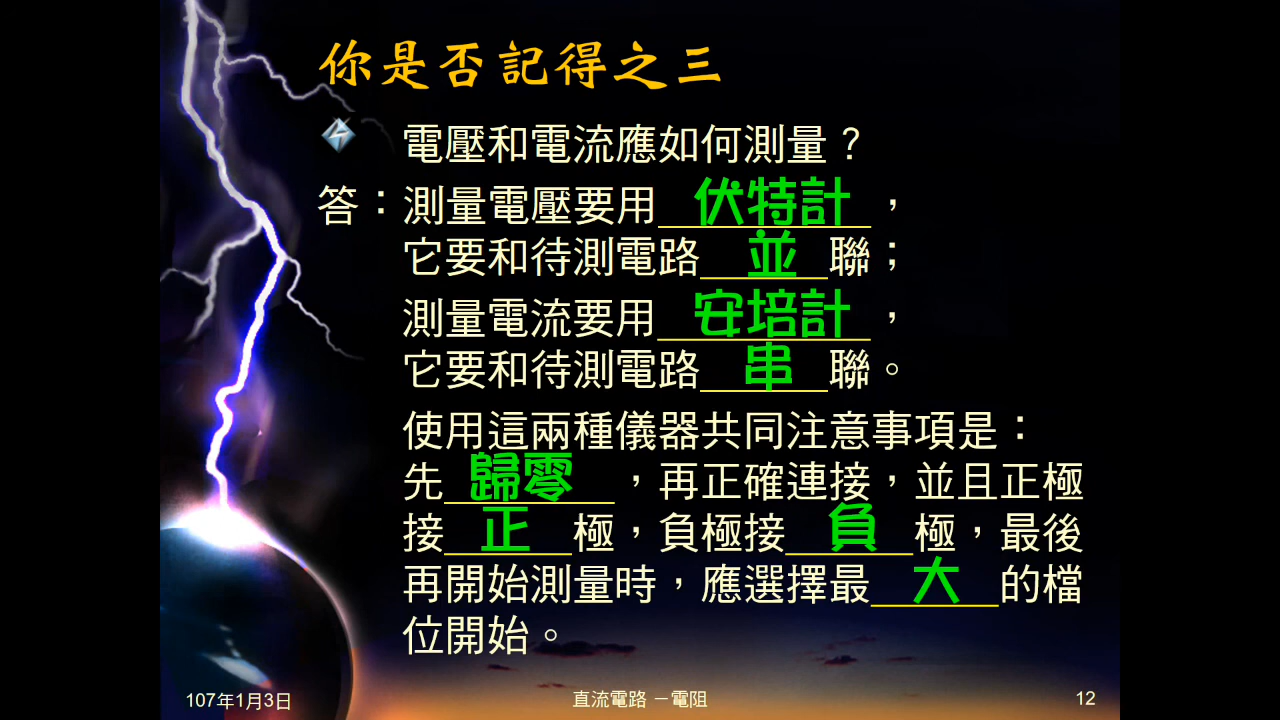 你是否記得之三
電壓和電流應如何測量？
答：測量電壓要用 伏特計 ，
它要和待測電路 並 聯；
測量電流要用 安培計 ，
它要和待測電路 串 聯。
使用這兩種儀器共同注意事項是：
先 歸零 ，再正確連接，並且正極
接 正 極，負極接 負 極，最後
再開始測量時，應選擇最 大 的檔
位開始。
107年1月3日
直流電路 －電阻
12